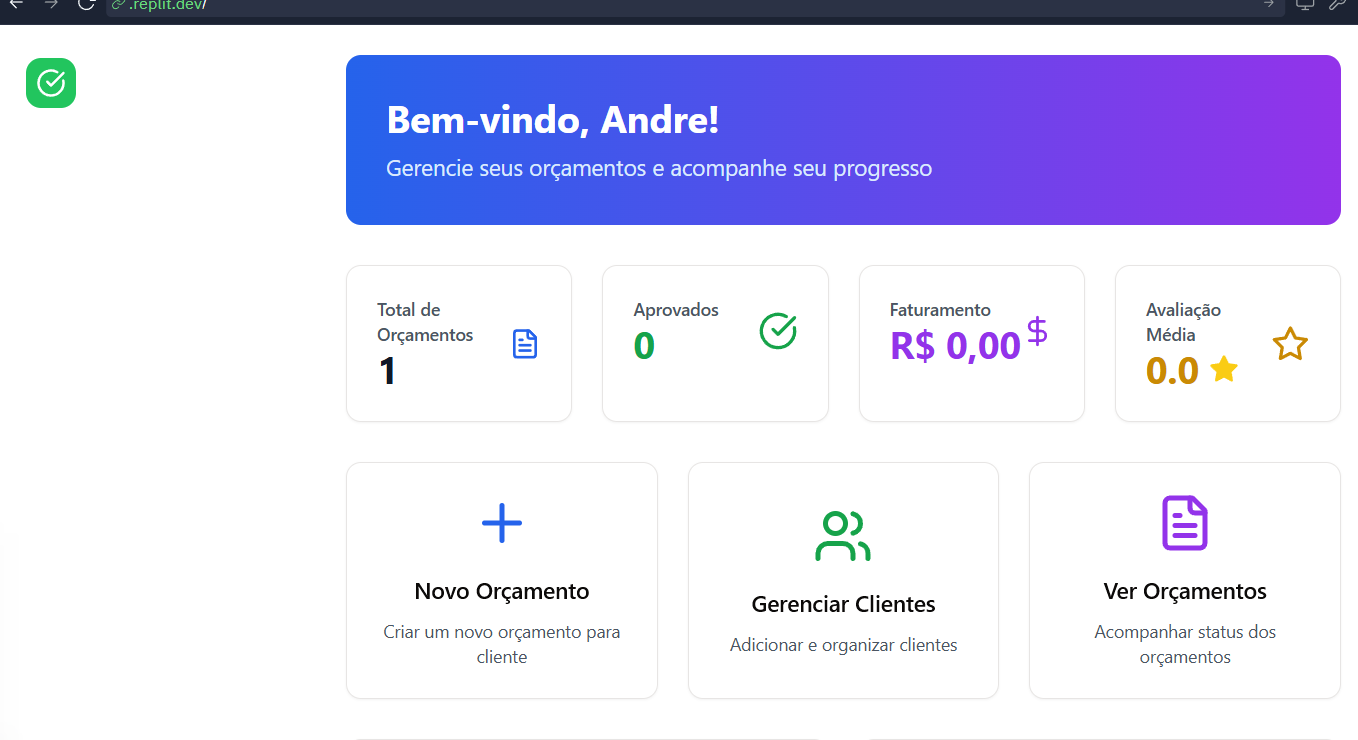 .replit.dev/
Bem-vindo, Andre!
Gerencie seus orçamentos e acompanhe seu progresso
Total de
Orçamentos
1
Aprovados
0
Faturamento
R$ 0,00
$
Avaliação
Média
0.0
Novo Orçamento
Criar um novo orçamento para
cliente
Gerenciar Clientes
Adicionar e organizar clientes
Ver Orçamentos
Acompanhar status dos
orçamentos